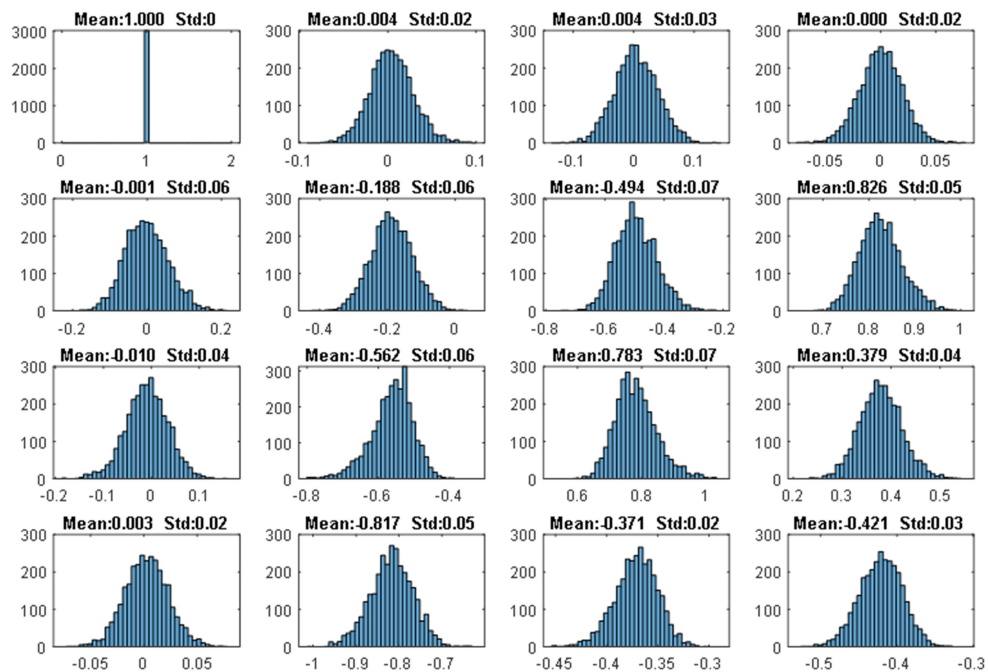 Mean:1.000 Std:0
3000
2000
1000
0
0 1 2
Mean:0.004 Std:0.02
300
200
100
0
-0.1 0 0.1
Mean:0.004 Std:0.03
300
200
100
0
-0.1 0 0.1
Mean:0.000 Std:0.02
300
200
100
0
-0.05 0 0.05
Mean:-0.001 Std:0.06
300
200
100
0
-0.2 0 0.2
Mean:-0.188 Std:0.06
300
200
100
0
-0.4 -0.2 0
Mean:-0.494 Std:0.07
300
200
100
0
-0.8 -0.6 -0.4 -0.2
Mean:0.826 Std:0.05
300
200
100
0
0.7 0.8 0.9 1
Mean:-0.010 Std:0.04
300
200
100
0
-0.2 -0.1 0 0.1
Mean:-0.562 Std:0.06
300
200
100
0
-0.8 -0.6 -0.4
Mean:0.783 Std:0.07
300
200
100
0
0.6 0.8 1
Mean:0.379 Std:0.04
300
200
100
0
0.2 0.3 0.4 0.5
Mean:0.003 Std:0.02
300
200
100
0
-0.05 0 0.05
Mean:-0.817 Std:0.05
300
200
100
0
-1 -0.9 -0.8 -0.7
Mean:-0.371 Std:0.02
300
200
100
0
-0.45 -0.4 -0.35 -0.3
Mean:-0.421 Std:0.03
300
200
100
0
-0.5 -0.4 -0.3